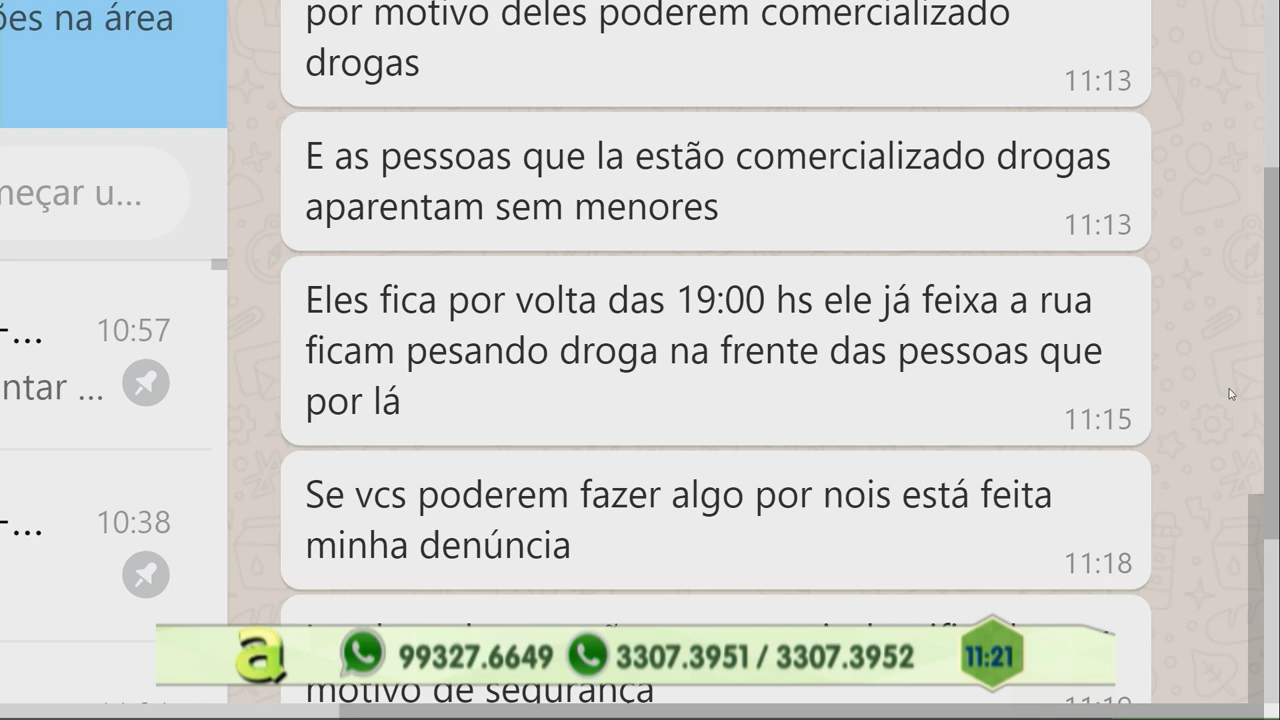 ões na área
meçar u...
-...
10:57
ntar ...
-...
10:38
por motivo deles poderem comercializado
drogas
11:13
E as pessoas que la estão comercializado drogas
aparentam sem menores
11:13
Eles fica por volta das 19:00 hs ele já feixa a rua
ficam pesando droga na frente das pessoas que
por lá
11:15
Se vcs poderem fazer algo por nois está feita
minha denúncia
11:18
motivo de segurança
a 99327.6649 3307.3951 / 3307.3952 11:21